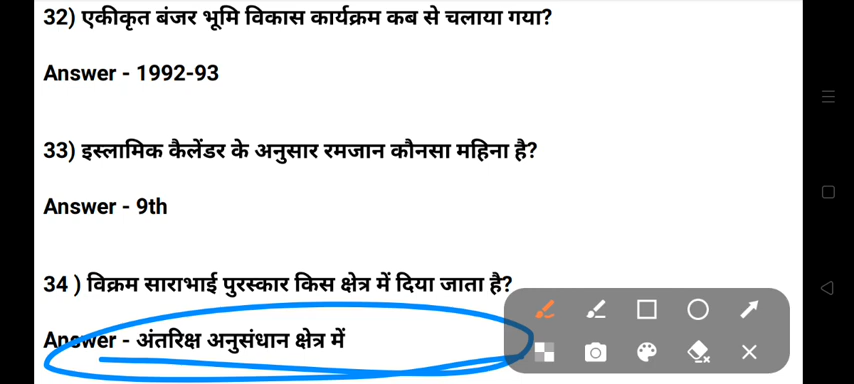 32) एकीकृत बंजर भूमि विकास कार्यक्रम कब से चलाया गया?
Answer - 1992-93
33) इस्लामिक कैलेंडर के अनुसार रमजान कौनसा महिना है?
Answer - 9th
34 ) विक्रम साराभाई पुरस्कार किस क्षेत्र में दिया जाता है?
Answer - अंतरिक्ष अनुसंधान क्षेत्र में